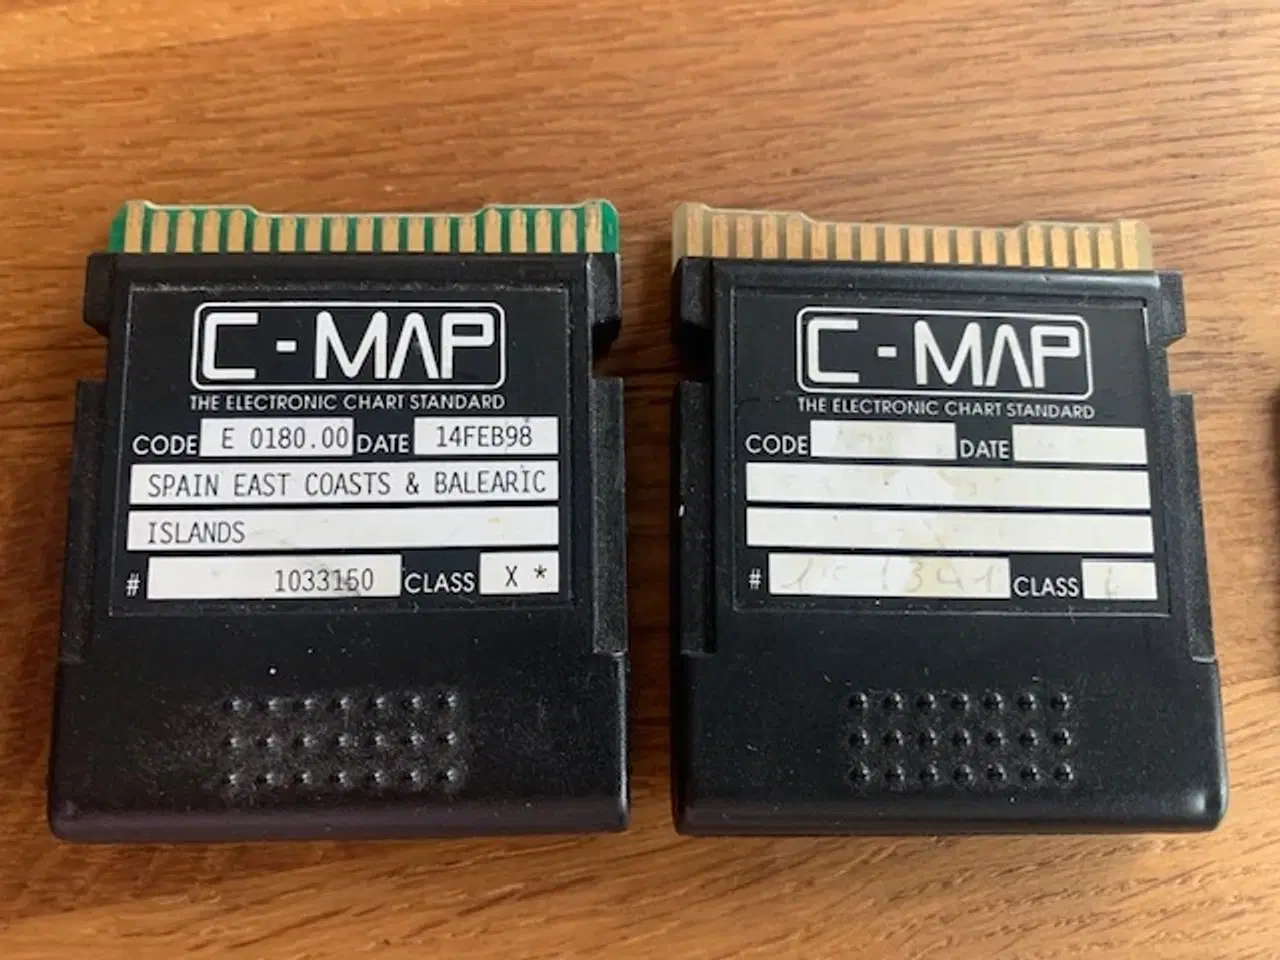 C-MAP
THE ELECTRONIC CHART STANDARD
CODE E 0180.00 DATE 14FEB98
SPAIN EAST COASTS & BALEARIC
ISLANDS
# 1033150 CLASS X *
C-MAP
THE ELECTRONIC CHART STANDARD
CODE DATE
# CLASS